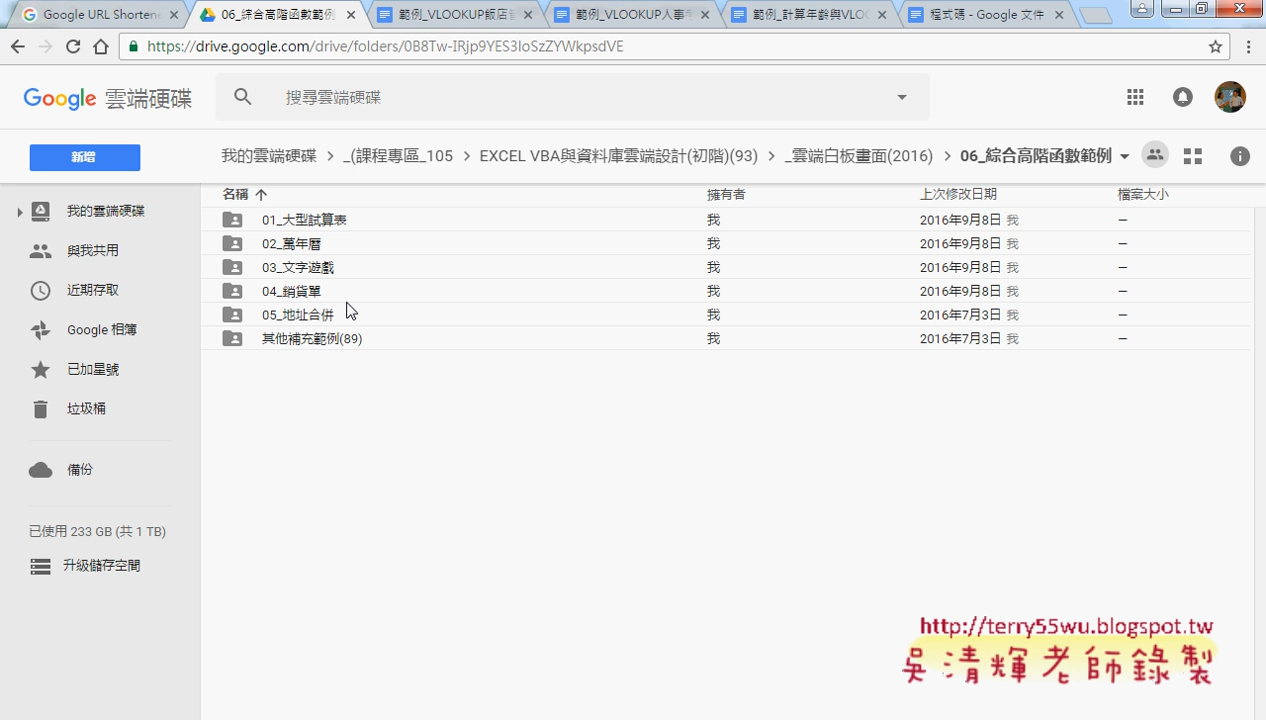 Google URL Shortene
06_綜合高階函數範例
範例_VLOOKUP飯店
範例_VLOOKUP人事
範例_計算年齡與VLOO
程式碼 - Google 文件
https://drive.google.com/drive/folders/0B8Tw-IRjp9YES3loSzZYWkpsdVE
Google 雲端硬碟
搜尋雲端硬碟
新增
我的雲端硬碟 > _(課程專區_105 > EXCEL VBA與資料庫雲端設計(初階)(93) > _雲端白板畫面(2016) > 06_綜合高階函數範例
名稱 擁有者 上次修改日期 檔案大小
01_大型試算表 我 2016年9月8日 我 —
02_萬年曆 我 2016年9月8日 我 —
03_文字遊戲 我 2016年9月8日 我 —
04_銷貨單 我 2016年9月8日 我 —
05_地址合併 我 2016年7月3日 我 —
其他補充範例(89) 我 2016年7月3日 我 —
我的雲端硬碟
與我共用
近期存取
Google 相簿
已加星號
垃圾桶
備份
已使用 233 GB (共 1 TB)
升級儲存空間
http://terry55wu.blogspot.tw
吳清輝老師錄製